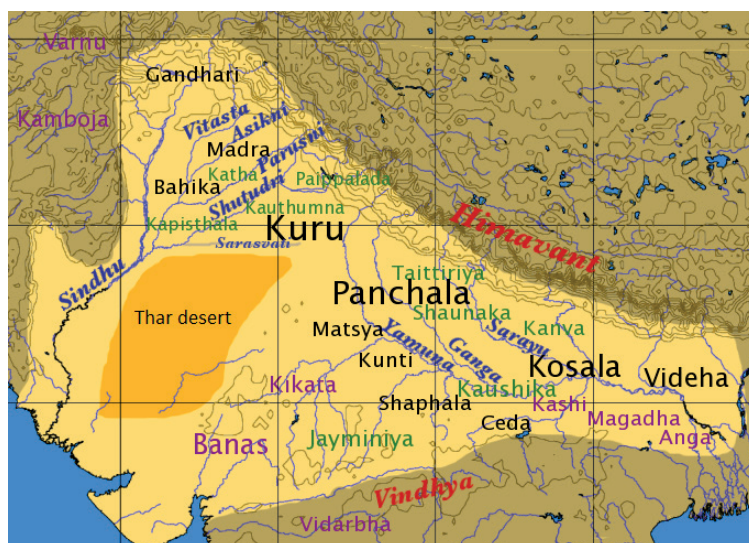 Varnu
Gandhari
Kamboja
Vitasta
Asikni
Madra
Parusni
Katha
Paippalada
Bahika
Shutudri
Kauthumna
Kapisthala
Kuru
Sarasvati
Himavant
Sindhu
Taittiriya
Panchala
Thar desert
Shaunaka
Matsya
Yamuna
Ganga
Sarayu
Kanva
Kunti
Kosala
Videha
Kikata
Kaushika
Shaphala
Kashi
Ceda
Magadha
Banas
Jayminiya
Anga
Vindhya
Vidarbha